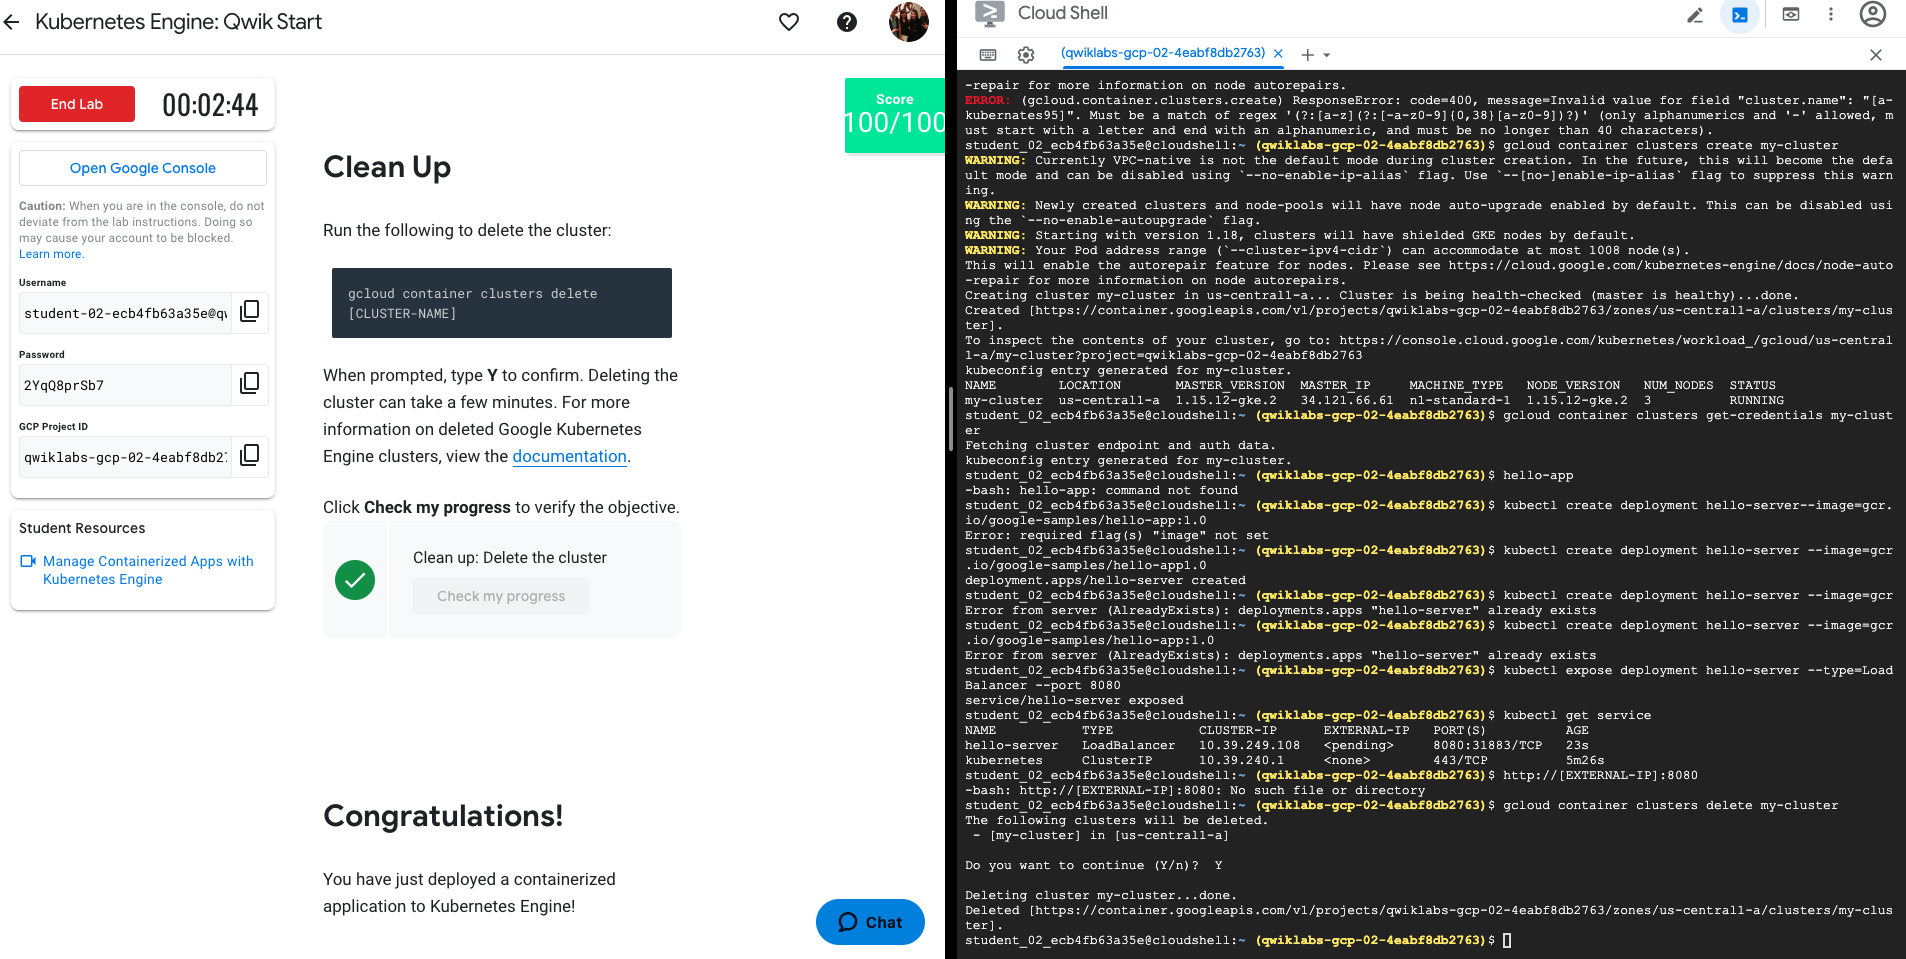 Kubernetes Engine: Qwik Start
End Lab
00:02:44
Open Google Console
Caution: When you are in the console, do not
deviate from the lab instructions. Doing so
may cause your account to be blocked.
Learn more.
Username
student-02-ecb4fb63a35e@qw
Password
2YqQ8prSb7
GCP Project ID
qwiklabs-gcp-02-4eabf8db27
Student Resources
Manage Containerized Apps with
Kubernetes Engine
Score
100/100
Clean Up
Run the following to delete the cluster:
gcloud container clusters delete
[CLUSTER-NAME]
When prompted, type Y to confirm. Deleting the
cluster can take a few minutes. For more
information on deleted Google Kubernetes
Engine clusters, view the documentation.
Click Check my progress to verify the objective.
Clean up: Delete the cluster
Check my progress
Congratulations!
You have just deployed a containerized
application to Kubernetes Engine!
Chat
Cloud Shell
(qwiklabs-gcp-02-4eabf8db2763)
-repair for more information on node autorepairs.
ERROR: (gcloud.container.clusters.create) ResponseError: code=400, message=Invalid value for field "cluster.name": "[a-
kubernates95]". Must be a match of regex '(?:[a-z](?:[-a-z0-9]{0,38}[a-z0-9])?)' (only alphanumerics and '-' allowed, m
ust start with a letter and end with an alphanumeric, and must be no longer than 40 characters).
student_02_ecb4fb63a35e@cloudshell:~ (qwiklabs-gcp-02-4eabf8db2763)$ gcloud container clusters create my-cluster
WARNING: Currently VPC-native is not the default mode during cluster creation. In the future, this will become the defa
ult mode and can be disabled using `--no-enable-ip-alias` flag. Use `--[no-]enable-ip-alias` flag to suppress this warn
ing.
WARNING: Newly created clusters and node-pools will have node auto-upgrade enabled by default. This can be disabled usi
ng the `--no-enable-autoupgrade` flag.
WARNING: Starting with version 1.18, clusters will have shielded GKE nodes by default.
WARNING: Your Pod address range (`--cluster-ipv4-cidr`) can accommodate at most 1008 node(s).
This will enable the autorepair feature for nodes. Please see https://cloud.google.com/kubernetes-engine/docs/node-auto
-repair for more information on node autorepairs.
Creating cluster my-cluster in us-central1-a... Cluster is being health-checked (master is healthy)...done.
Created [https://container.googleapis.com/v1/projects/qwiklabs-gcp-02-4eabf8db2763/zones/us-central1-a/clusters/my-clus
ter].
To inspect the contents of your cluster, go to: https://console.cloud.google.com/kubernetes/workload_/gcloud/us-central
1-a/my-cluster?project=qwiklabs-gcp-02-4eabf8db2763
kubeconfig entry generated for my-cluster.
NAME LOCATION MASTER_VERSION MASTER_IP MACHINE_TYPE NODE_VERSION NUM_NODES STATUS
my-cluster us-central1-a 1.15.12-gke.2 34.121.66.61 n1-standard-1 1.15.12-gke.2 3 RUNNING
student_02_ecb4fb63a35e@cloudshell:~ (qwiklabs-gcp-02-4eabf8db2763)$ gcloud container clusters get-credentials my-clust
er
Fetching cluster endpoint and auth data.
kubeconfig entry generated for my-cluster.
student_02_ecb4fb63a35e@cloudshell:~ (qwiklabs-gcp-02-4eabf8db2763)$ hello-app
-bash: hello-app: command not found
student_02_ecb4fb63a35e@cloudshell:~ (qwiklabs-gcp-02-4eabf8db2763)$ kubectl create deployment hello-server--image=gcr.
io/google-samples/hello-app:1.0
Error: required flag(s) "image" not set
student_02_ecb4fb63a35e@cloudshell:~ (qwiklabs-gcp-02-4eabf8db2763)$ kubectl create deployment hello-server --image=gcr
.io/google-samples/hello-app1.0
deployment.apps/hello-server created
student_02_ecb4fb63a35e@cloudshell:~ (qwiklabs-gcp-02-4eabf8db2763)$ kubectl create deployment hello-server --image=gcr
Error from server (AlreadyExists): deployments.apps "hello-server" already exists
student_02_ecb4fb63a35e@cloudshell:~ (qwiklabs-gcp-02-4eabf8db2763)$ kubectl create deployment hello-server --image=gcr
.io/google-samples/hello-app:1.0
Error from server (AlreadyExists): deployments.apps "hello-server" already exists
student_02_ecb4fb63a35e@cloudshell:~ (qwiklabs-gcp-02-4eabf8db2763)$ kubectl expose deployment hello-server --type=Load
Balancer --port 8080
service/hello-server exposed
student_02_ecb4fb63a35e@cloudshell:~ (qwiklabs-gcp-02-4eabf8db2763)$ kubectl get service
NAME TYPE CLUSTER-IP EXTERNAL-IP PORT(S) AGE
hello-server LoadBalancer 10.39.249.108 <pending> 8080:31883/TCP 23s
kubernetes ClusterIP 10.39.240.1 <none> 443/TCP 5m26s
student_02_ecb4fb63a35e@cloudshell:~ (qwiklabs-gcp-02-4eabf8db2763)$ http://[EXTERNAL-IP]:8080
-bash: http://[EXTERNAL-IP]:8080: No such file or directory
student_02_ecb4fb63a35e@cloudshell:~ (qwiklabs-gcp-02-4eabf8db2763)$ gcloud container clusters delete my-cluster
The following clusters will be deleted.
- [my-cluster] in [us-central1-a]
Do you want to continue (Y/n)? Y
Deleting cluster my-cluster...done.
Deleted [https://container.googleapis.com/v1/projects/qwiklabs-gcp-02-4eabf8db2763/zones/us-central1-a/clusters/my-clus
ter].
student_02_ecb4fb63a35e@cloudshell:~ (qwiklabs-gcp-02-4eabf8db2763)$